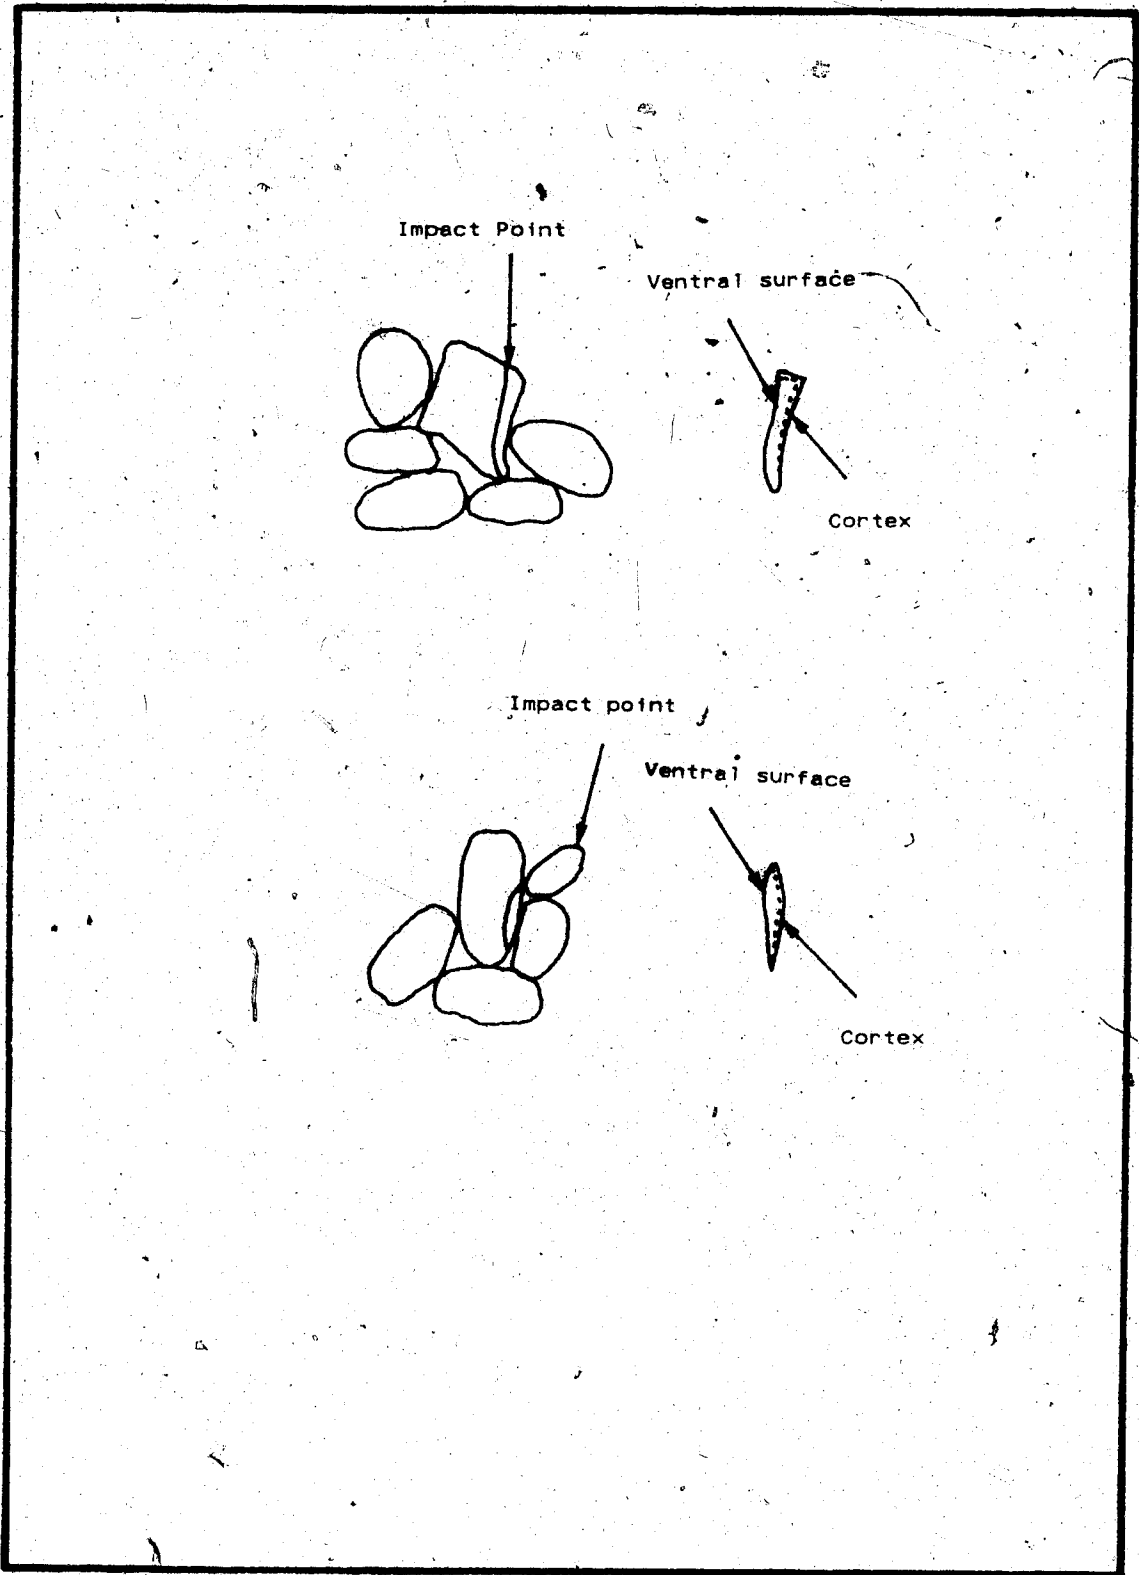 Impact Point
Ventral surface
Cortex
Impact point
Ventral surface
Cortex